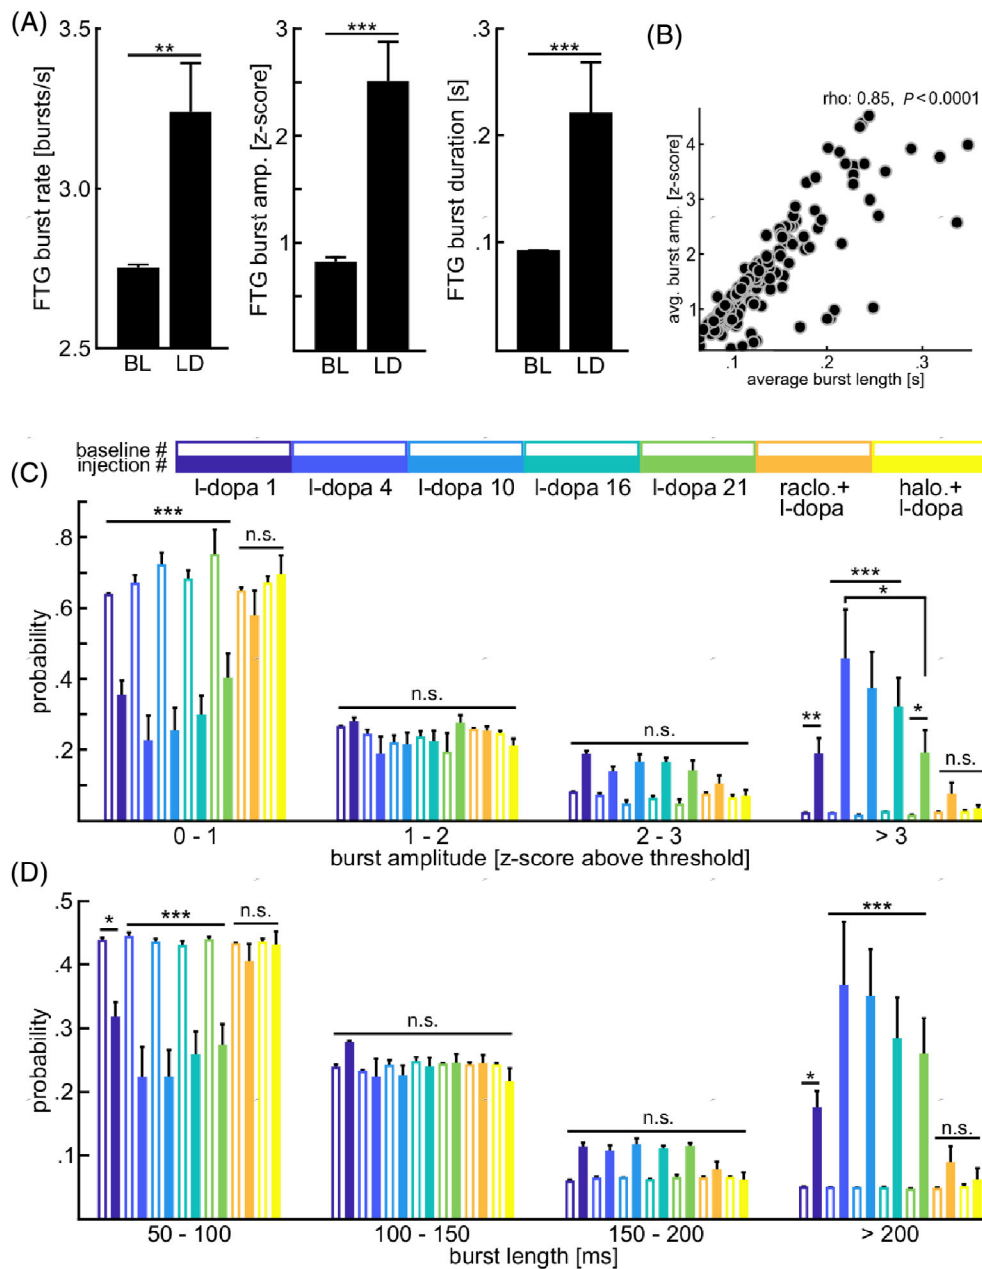 (A)
3.5
3.0
2.5
FTG burst rate [bursts/s]
**
BL LD
3
2
1
FTG burst amp. [z-score]
***
BL LD
.3
.2
.1
FTG burst duration [s]
***
BL LD
(B)
rho: 0.85, P<0.0001
4
3
2
1
avg. burst amp. [z-score]
.1 .2 .3
average burst length [s]
baseline #
injection #
l-dopa 1 l-dopa 4 l-dopa 10 l-dopa 16 l-dopa 21 raclo.+ halo.+
l-dopa l-dopa
(C)
.8
.6
.4
.2
probability
*** n.s.
n.s.
n.s.
***
*
** *
n.s.
0 - 1 1 - 2 2 - 3 > 3
burst amplitude [z-score above threshold]
(D)
.5
.4
.3
.2
.1
probability
* *** n.s.
n.s.
n.s.
***
*
n.s.
50 - 100 100 - 150 150 - 200 > 200
burst length [ms]